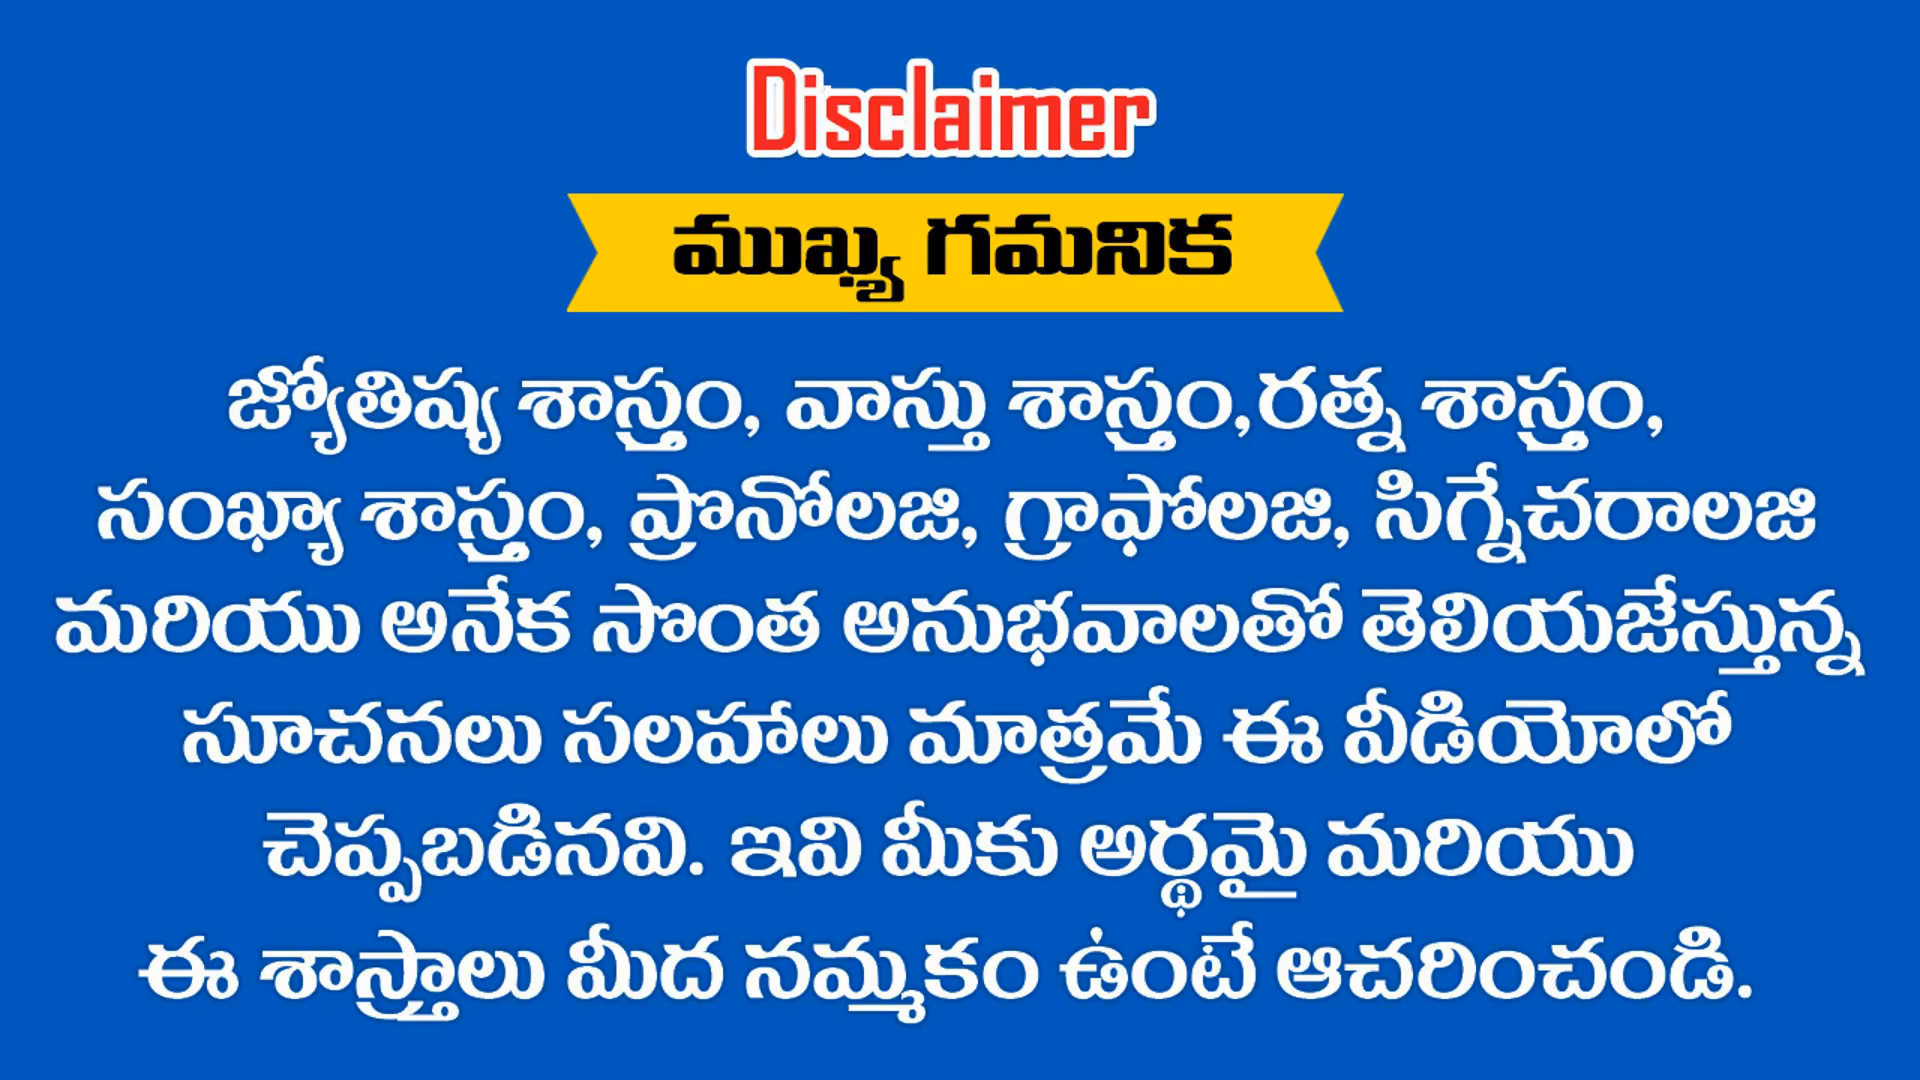 Disclaimer
ముఖ్య గమనిక
జ్యోతిష్య శాస్త్రం, వాస్తు శాస్త్రం,రత్న శాస్త్రం,
సంఖ్యా శాస్త్రం, ప్రొనోలజి, గ్రాఫోలజి, సిగ్నేచరాలజి
మరియు అనేక సొంత అనుభవాలతో తెలియజేస్తున్న
సూచనలు సలహాలు మాత్రమే ఈ వీడియోలో
చెప్పబడినవి. ఇవి మీకు అర్థమై మరియు
ఈ శాస్త్రాలు మీద నమ్మకం ఉంటే ఆచరించండి.